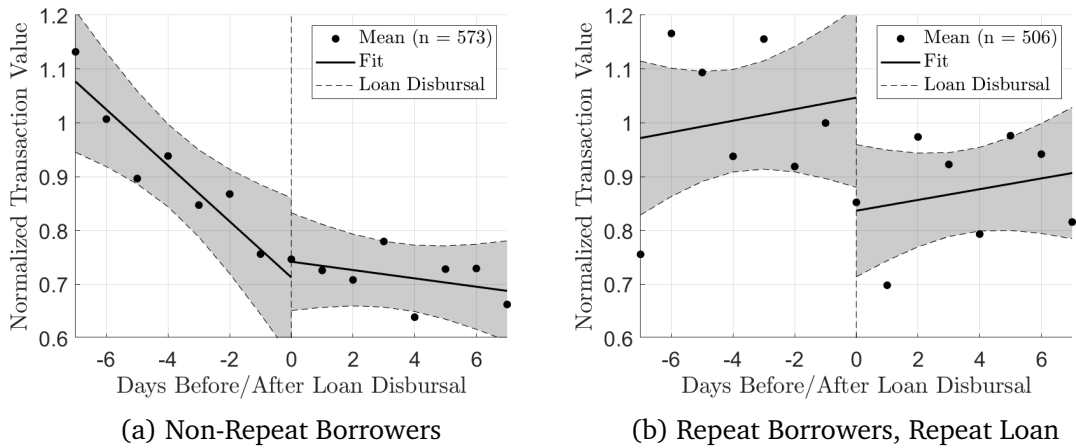 Normalized Transaction Value
1.2
1.1
1
0.9
0.8
0.7
0.6
-6
-4
-2
0
2
4
6
Mean (n = 573)
Fit
Loan Disbursal
Days Before/After Loan Disbursal
(a) Non-Repeat Borrowers
Normalized Transaction Value
1.2
1.1
1
0.9
0.8
0.7
0.6
-6
-4
-2
0
2
4
6
Mean (n = 506)
Fit
Loan Disbursal
Days Before/After Loan Disbursal
(b) Repeat Borrowers, Repeat Loan